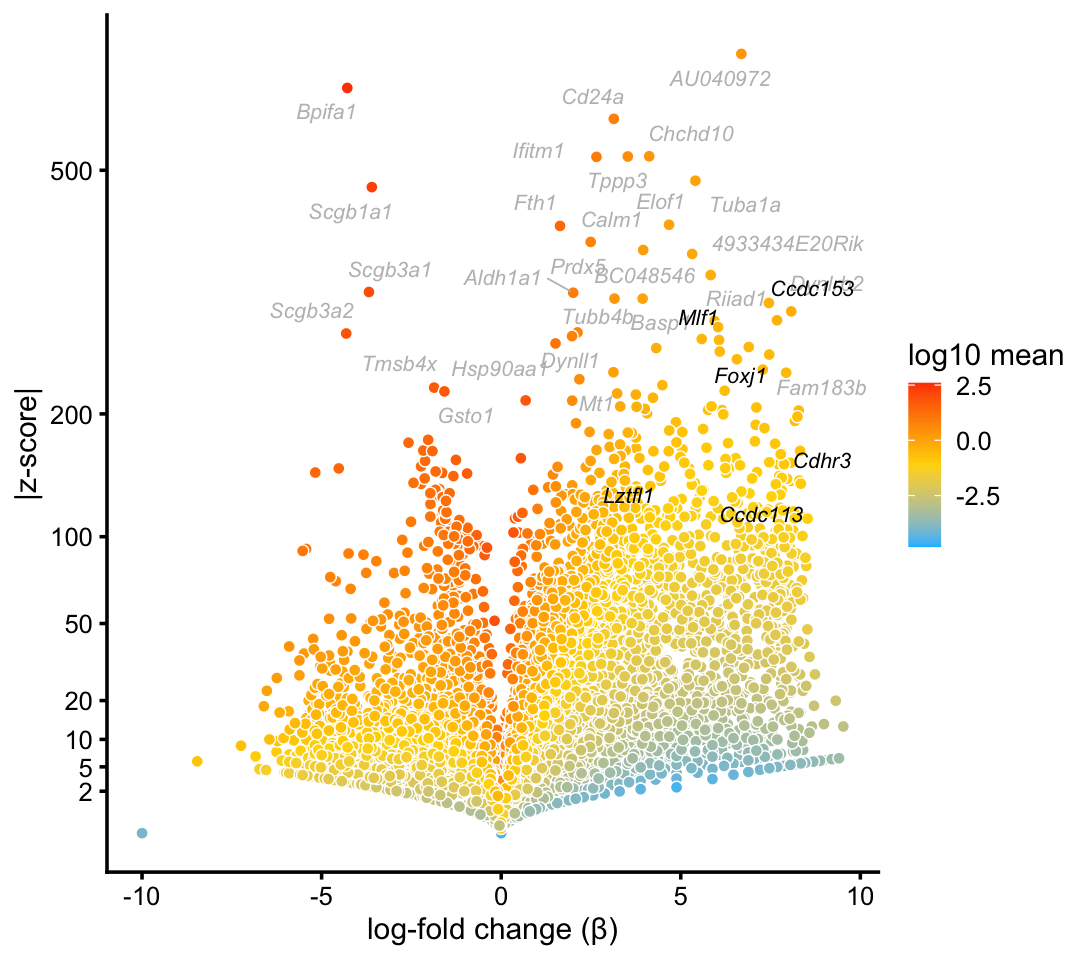 AU040972
Cd24a
Bpifa1
Chchd10
Ifitm1
500
Tppp3
Scgb1a1
Fth1
Elof1
Tuba1a
Calm1
4933434E20Rik
Scgb3a1
Aldh1a1
Prdx5
BC048546
Ccdc153
Scgb3a2
Riiad1
Tubb4b
Basp1
Mlf1
Tmsb4x
Hsp90aa1
Dynll1
Foxj1
Fam183b
200
Gsto1
Mt1
Cdhr3
Lztfl1
Ccdc113
100
50
20
10
5
2
|z-score|
-10
-5
0
5
10
log-fold change (β)
log10 mean
2.5
0.0
-2.5